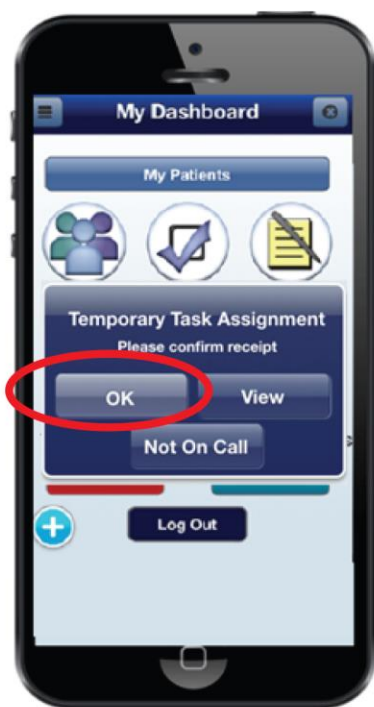 My Dashboard
My Patients
Temporary Task Assignment
Please confirm receipt
OK View
Not On Call
Log Out